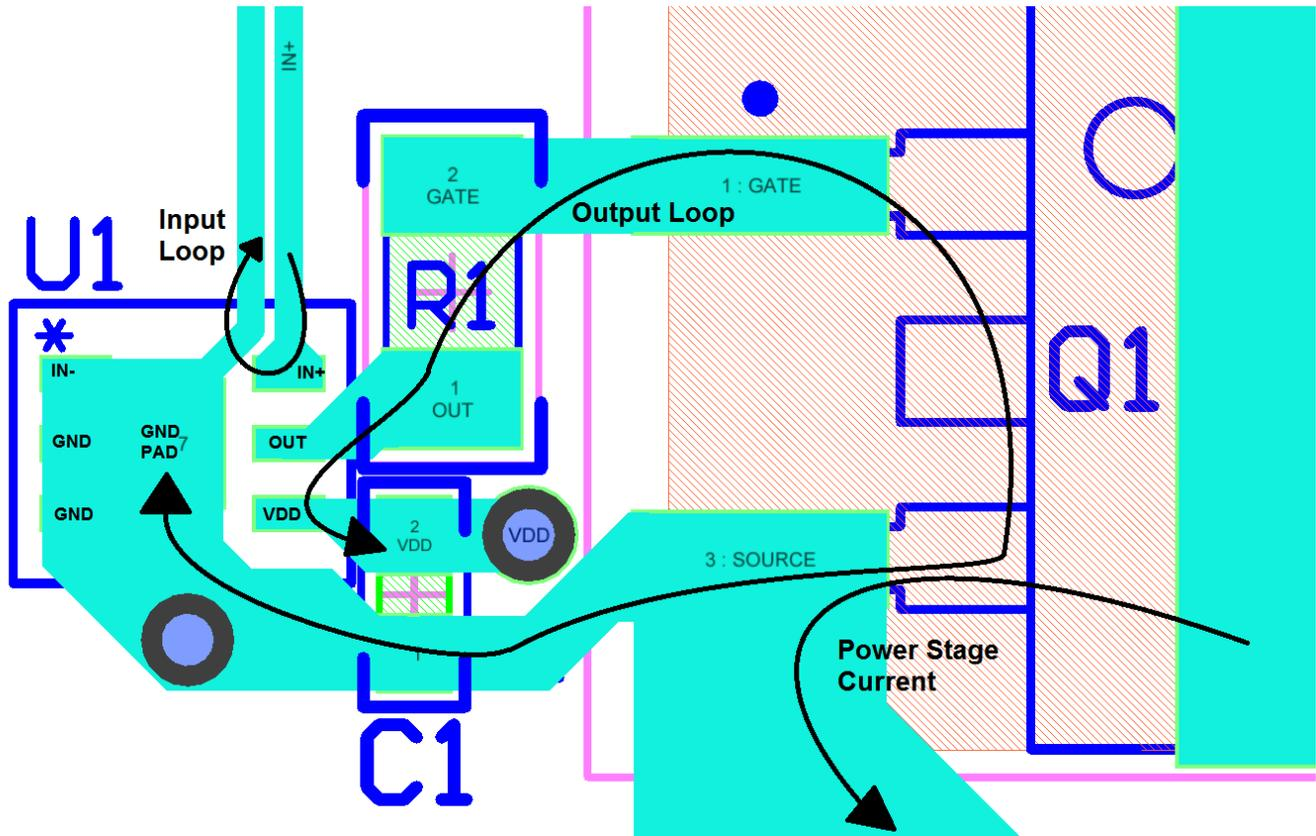 IN+
2
GATE
1 : GATE
Output Loop
Input
Loop
U1
R1
Q1
*
IN-
IN+
1
OUT
GND
GND
PAD
7
OUT
GND
VDD
2
VDD
VDD
3 : SOURCE
1
Power Stage
Current
C1